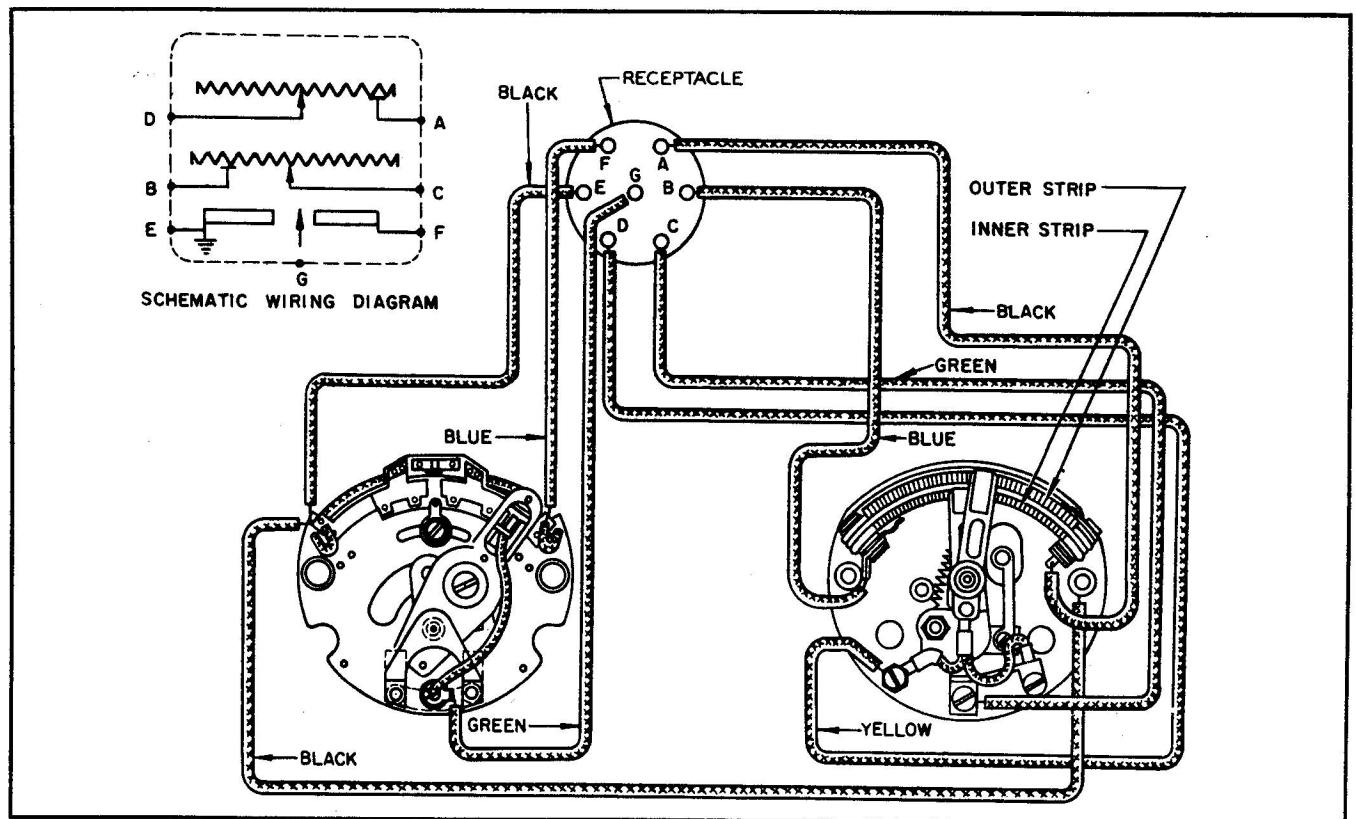 D
A
B
C
E
F
G
SCHEMATIC WIRING DIAGRAM
RECEPTACLE
BLACK
F
A
G
E
B
D
C
OUTER STRIP
INNER STRIP
BLACK
GREEN
BLUE
BLUE
GREEN
YELLOW
BLACK